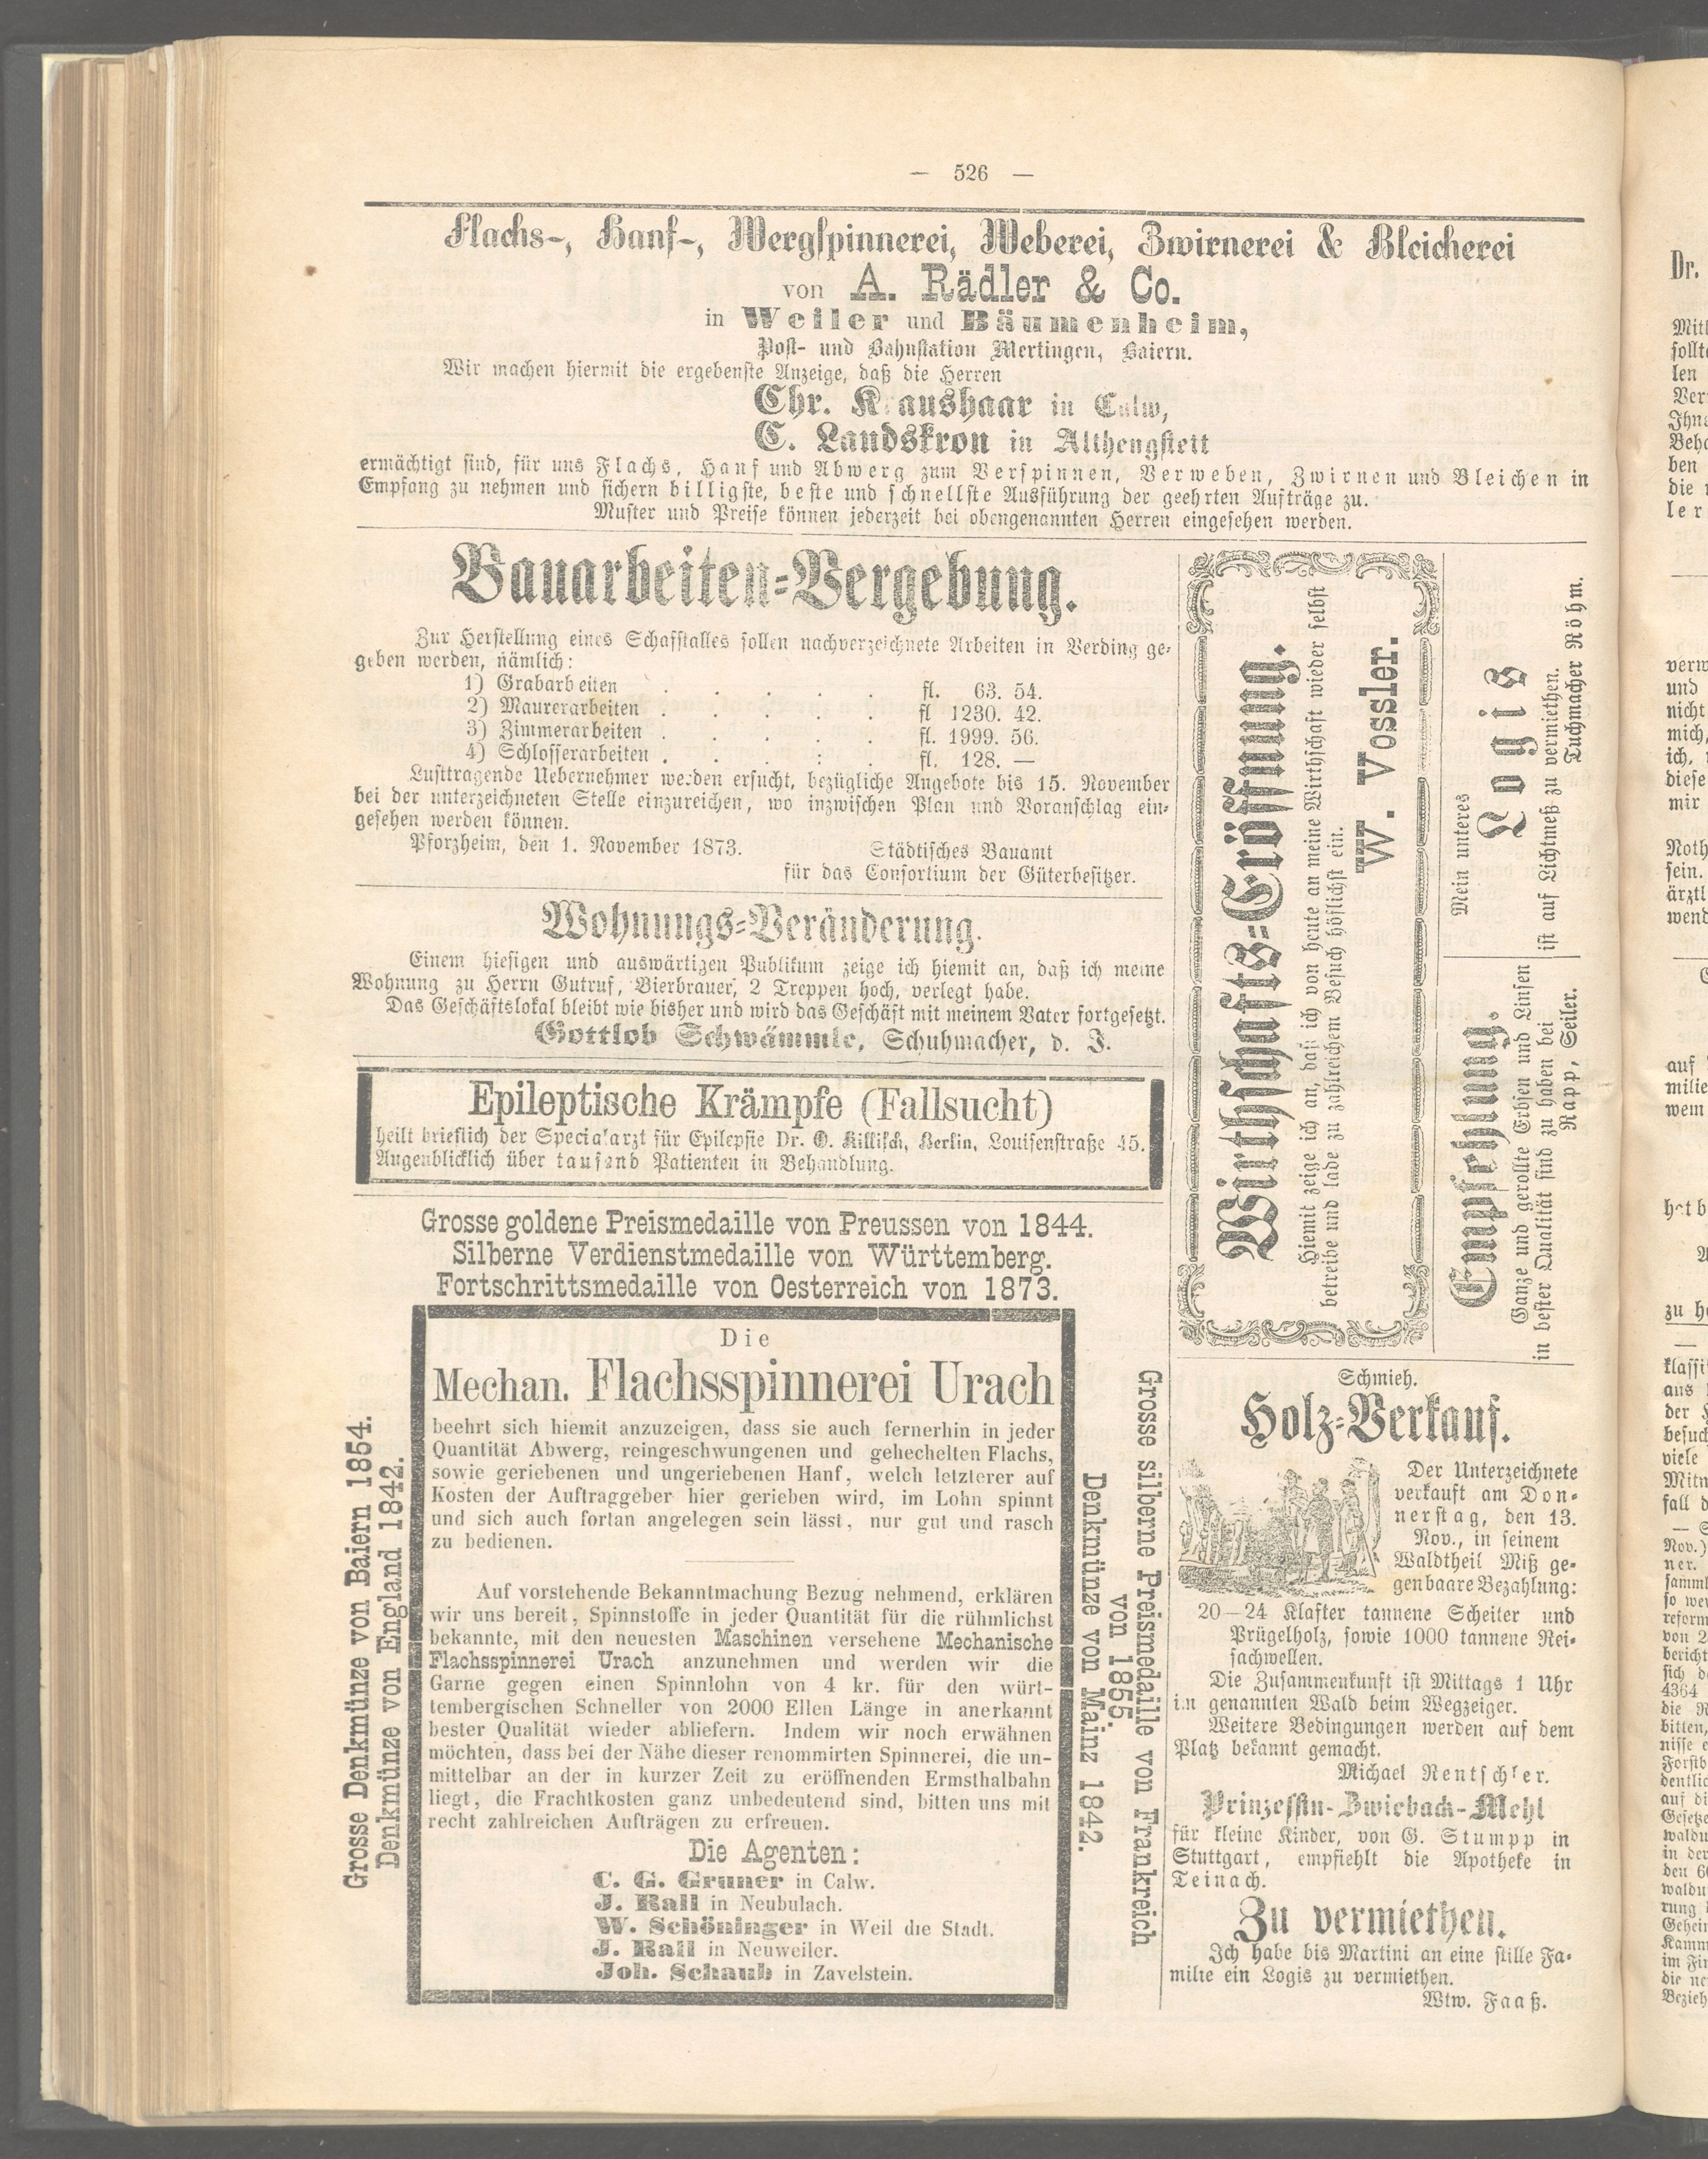 — 526 —
Flachs-, Hanf-, Wergspinnerei, Weberei, Zwirnerei & Bleicherei
von A. Rädler & Co.
in Weiler und Bäumenheim,
Post- und Bahnstation Mertingen, Baiern.
Wir machen hiermit die ergebenste Anzeige, daß die Herren
Chr. Kraushaar in Calw,
C. Landskron in Althengstett
ermächtigt sind, für uns Flachs, Hanf und Abwerg zum Verspinnen, Verweben, Zwirnen und Bleichen in
Empfang zu nehmen und sichern billigste, beste und schnellste Ausführung der geehrten Aufträge zu.
Muster und Preise können jederzeit bei obengenannten Herren eingesehen werden.
Bauarbeiten-Vergebung.
Zur Herstellung eines Schafstalles sollen nachverzeichnete Arbeiten in Verding ge-
geben werden, nämlich:
1) Grabarbeiten . . . . . fl. 63. 54.
2) Maurerarbeiten . . . . . fl 1230. 42.
3) Zimmerarbeiten . . . . . fl. 1999. 56.
4) Schlosserarbeiten . . . : . fl. 128. —
Lusttragende Uebernehmer werden ersucht, bezügliche Angebote bis 15. November
bei der unterzeichneten Stelle einzureichen, wo inzwischen Plan und Voranschlag ein-
gesehen werden können.
Pforzheim, den 1. November 1873.
Städtisches Bauamt
für das Consortium der Güterbesitzer.
Wohnungs-Veränderung.
Einem hiesigen und auswärtigen Publikum zeige ich hiemit an, daß ich meine
Wohnung zu Herrn Gutruf, Bierbrauer, 2 Treppen hoch, verlegt habe.
Das Geschäftslokal bleibt wie bisher und wird das Geschäft mit meinem Vater fortgesetzt.
Gottlob Schwämmle, Schuhmacher, d. J.
Epileptische Krämpfe (Fallsucht)
heilt brieflich der Specialarzt für Epilepsie Dr. O. Killisch, Berlin, Louisenstraße 45.
Augenblicklich über tausend Patienten in Behandlung.
Grosse goldene Preismedaille von Preussen von 1844.
Silberne Verdienstmedaille von Württemberg.
Fortschrittsmedaille von Oesterreich von 1873.
Grosse Denkmünze von Baiern 1854.
Denkmünze von England 1842.
Die
Mechan. Flachsspinnerei Urach
beehrt sich hiemit anzuzeigen, dass sie auch fernerhin in jeder
Quantität Abwerg, reingeschwungenen und gehechelten Flachs,
sowie geriebenen und ungeriebenen Hanf, welch letzterer auf
Kosten der Auftraggeber hier gerieben wird, im Lohn spinnt
und sich auch fortan angelegen sein lässt, nur gut und rasch
zu bedienen.
Auf vorstehende Bekanntmachung Bezug nehmend, erklären
wir uns bereit, Spinnstoffe in jeder Quantität für die rühmlichst
bekannte, mit den neuesten Maschinen versehene Mechanische
Flachsspinnerei Urach anzunehmen und werden wir die
Garne gegen einen Spinnlohn von 4 kr. für den würt-
tembergischen Schneller von 2000 Ellen Länge in anerkannt
bester Qualität wieder abliefern. Indem wir noch erwähnen
möchten, dass bei der Nähe dieser renommirten Spinnerei, die un-
mittelbar an der in kurzer Zeit zu eröffnenden Ermsthalbahn
liegt, die Frachtkosten ganz unbedeutend sind, bitten uns mit
recht zahlreichen Aufträgen zu erfreuen.
Die Agenten:
C. G. Gruner in Calw.
J. Rall in Neubulach.
W. Schöninger in Weil die Stadt.
J. Rall in Neuweiler.
Joh. Schaub in Zavelstein.
Grosse silberne Preismedaille von Frankreich
von 1855.
Denkmünze von Mainz 1842.
Wirthschafts-Eröffnung.
Hiemit zeige ich an, daß ich von heute an meine Wirthschaft wieder selbst
betreibe und lade zu zahlreichem Besuch höflichst ein.
W. Vossler.
Mein unteres
Logis
ist auf Lichtmeß zu vermiethen.
Tuchmacher Röhm.
Empfehlung.
Ganze und gerollte Erbsen und Linsen
in bester Qualität sind zu haben bei
Rapp, Seiler.
Schmieh.
Holz-Verkauf.
Der Unterzeichnete
verkauft am Don-
nerstag, den 13.
Nov., in seinem
Waldtheil Miß ge-
gen baare Bezahlung:
20—24 Klafter tannene Scheiter und
Prügelholz, sowie 1000 tannene Rei-
sachwellen.
Die Zusammenkunft ist Mittags 1 Uhr
im genannten Wald beim Wegzeiger.
Weitere Bedingungen werden auf dem
Platz bekannt gemacht.
Michael Rentschler.
Prinzessin-Zwieback-Mehl
für kleine Kinder, von G. Stumpp in
Stuttgart, empfiehlt die Apotheke in
Teinach.
Zu vermiethen.
Ich habe bis Martini an eine stille Fa-
milie ein Logis zu vermiethen.
Wtw. Faaß.